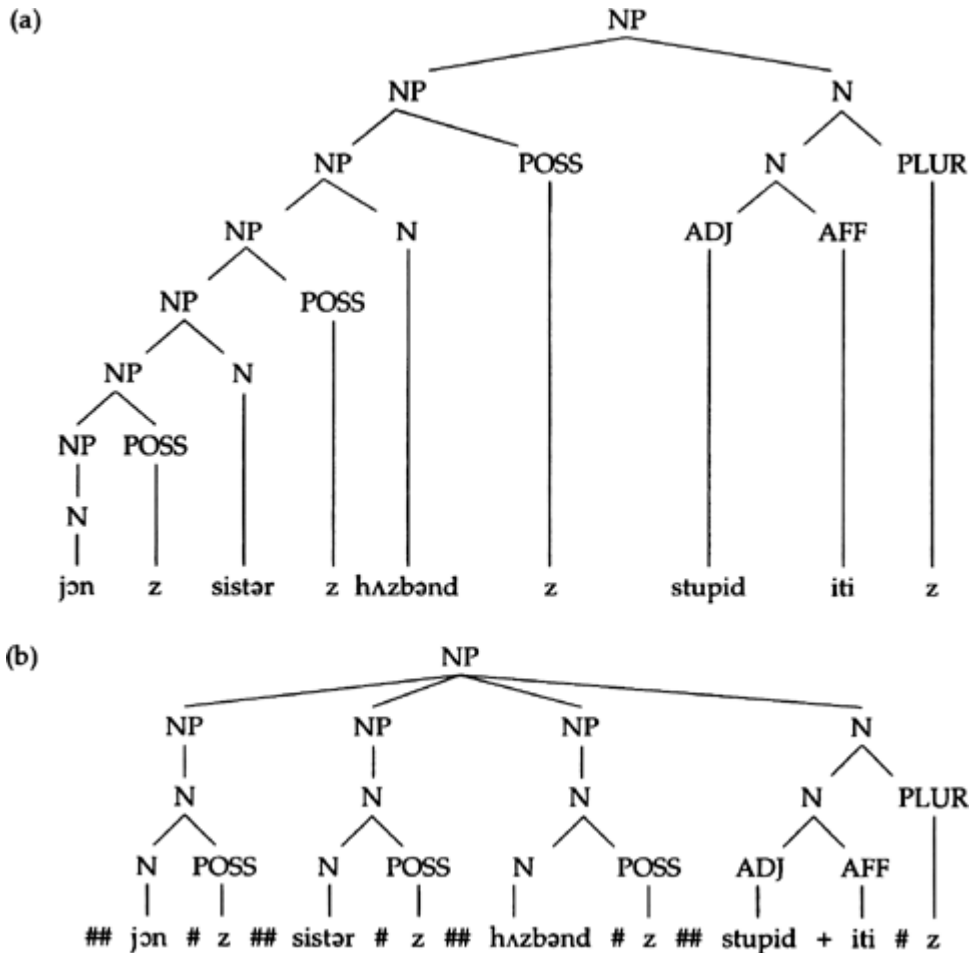 (a) NP
NP N
NP POSS N PLUR
NP N ADJ AFF
NP POSS
NP N
NP POSS
N
jɔn z sistər z hʌzbənd z stupid iti z
(b) NP
NP NP NP N
N N N N PLUR
N POSS N POSS N POSS ADJ AFF
## jɔn # z ## sistər # z ## hʌzbənd # z ## stupid + iti # z